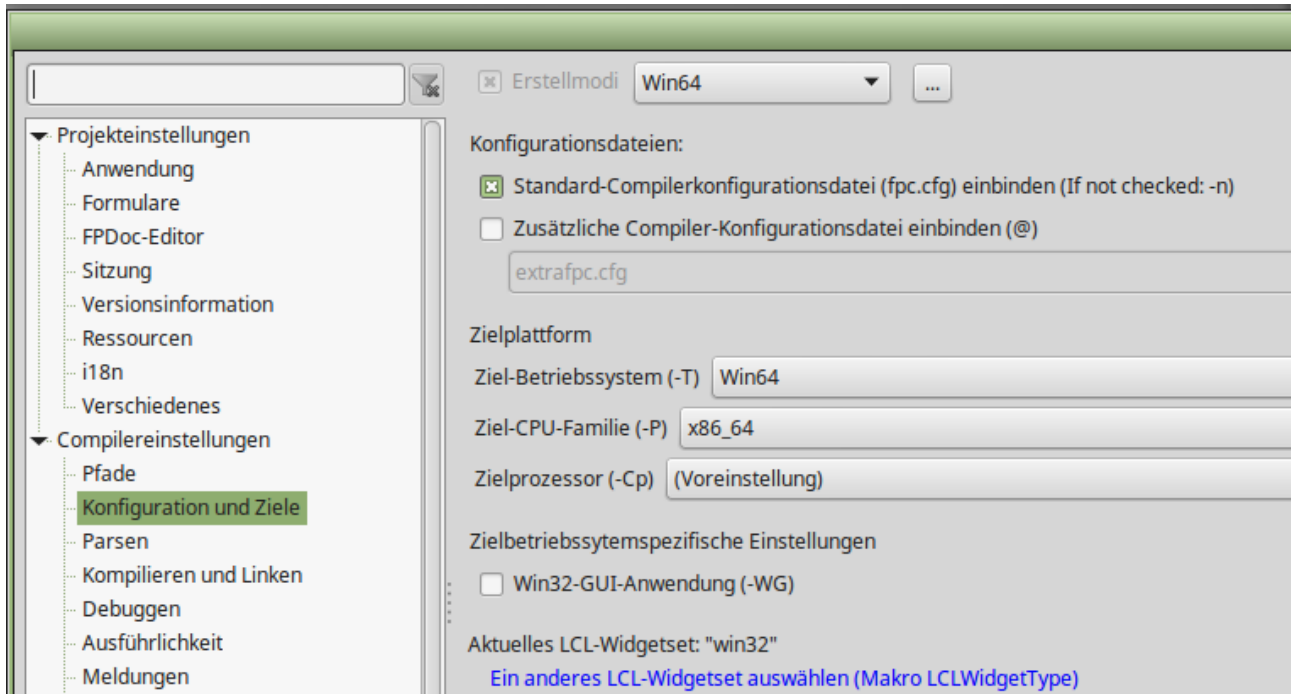 Erstellmodi Win64 ...
Projekteinstellungen
Anwendung
Formulare
FPDoc-Editor
Sitzung
Versionsinformation
Ressourcen
i18n
Verschiedenes
Compilereinstellungen
Pfade
Konfiguration und Ziele
Parsen
Kompilieren und Linken
Debuggen
Ausführlichkeit
Meldungen
Konfigurationsdateien:
Standard-Compilerkonfigurationsdatei (fpc.cfg) einbinden (If not checked: -n)
Zusätzliche Compiler-Konfigurationsdatei einbinden (@)
extrafpc.cfg
Zielplattform
Ziel-Betriebssystem (-T) Win64
Ziel-CPU-Familie (-P) x86_64
Zielprozessor (-Cp) (Voreinstellung)
Zielbetriebssytemspezifische Einstellungen
Win32-GUI-Anwendung (-WG)
Aktuelles LCL-Widgetset: "win32"
Ein anderes LCL-Widgetset auswählen (Makro LCLWidgetType)